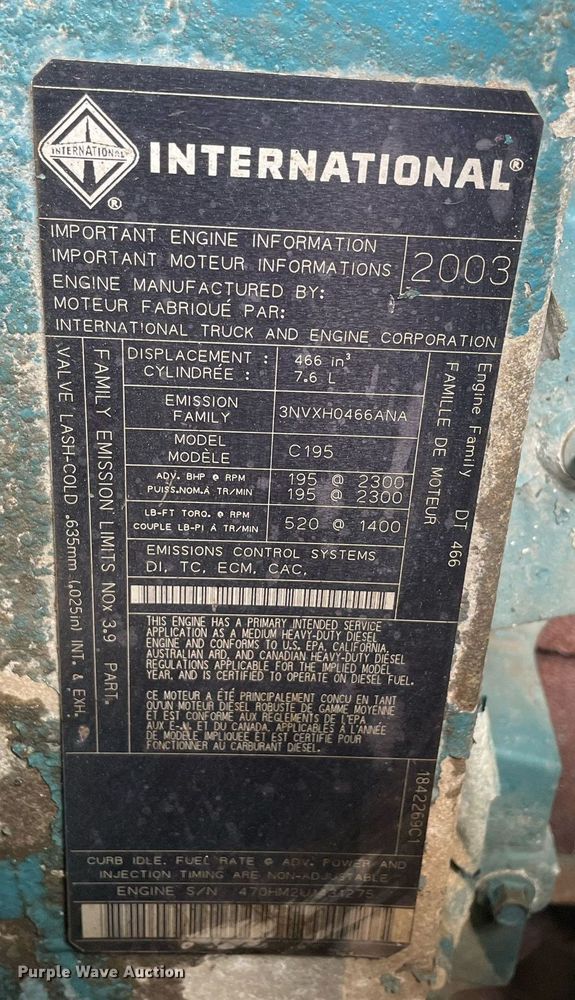 INTERNATIONAL
®
INTERNATIONAL®
IMPORTANT ENGINE INFORMATION
IMPORTANT MOTEUR INFORMATIONS
2003
ENGINE MANUFACTURED BY:
MOTEUR FABRIQUÉ PAR:
INTERNATIONAL TRUCK AND ENGINE CORPORATION
VALVE LASH-COLD .635mm (.025in) INT. & EXH.
FAMILY EMISSION LIMITS NOx 3.9 PART.
DISPLACEMENT : 466 in³
CYLINDRÉE : 7.6 L
EMISSION
FAMILY
3NVXH0466ANA
MODEL
MODÈLE
C195
ADV. BHP @ RPM 195 @ 2300
PUISS.NOM.À TR/MIN 195 @ 2300
LB-FT TORQ. @ RPM
COUPLE LB-PI À TR/MIN
520 @ 1400
Engine Family DT 466
FAMILLE DE MOTEUR
EMISSIONS CONTROL SYSTEMS
DI, TC, ECM, CAC,
THIS ENGINE HAS A PRIMARY INTENDED SERVICE
APPLICATION AS A MEDIUM HEAVY-DUTY DIESEL
ENGINE AND CONFORMS TO U.S. EPA, CALIFORNIA,
AUSTRALIAN ARD, AND CANADIAN HEAVY-DUTY DIESEL
REGULATIONS APPLICABLE FOR THE IMPLIED MODEL
YEAR, AND IS CERTIFIED TO OPERATE ON DIESEL FUEL.
CE MOTEUR A ÉTÉ PRINCIPALEMENT CONCU EN TANT
QU'UN MOTEUR DIESEL ROBUSTE DE GAMME MOYENNE
ET EST CONFORME AUX REGLEMENTS DE L'EPA
AUX E-.U. ET DU CANADA. APPLICABLES À L'ANNÉE
DE MODÈLE IMPLIQUEE ET EST CERTIFIÉ POUR
FONCTIONNER AU CARBURANT DIESEL.
1842269C1
CURB IDLE, FUEL RATE @ ADV. POWER AND
INJECTION TIMING ARE NON-ADJUSTABLE
ENGINE S/N
Purple Wave Auction